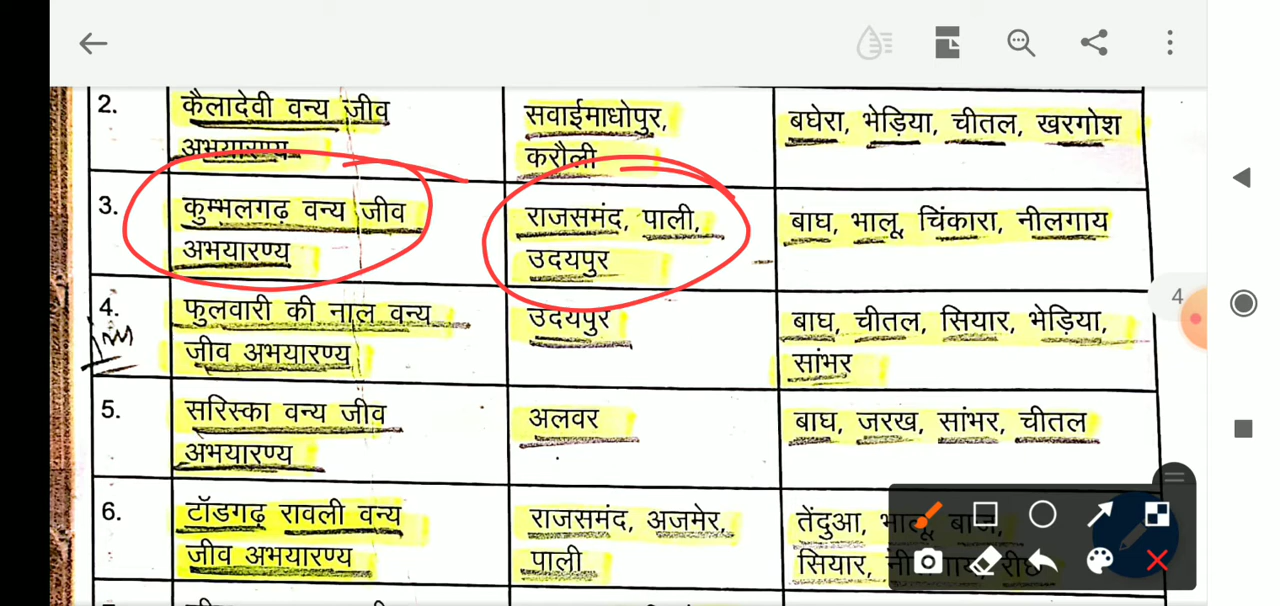 2. कैलादेवी वन्य जीव अभयारण्य सवाईमाधोपुर, करौली बघेरा, भेड़िया, चीतल, खरगोश
3. कुम्भलगढ़ वन्य जीव अभयारण्य राजसमंद, पाली, उदयपुर बाघ, भालू, चिंकारा, नीलगाय
4. फुलवारी की नाल वन्य जीव अभयारण्य उदयपुर बाघ, चीतल, सियार, भेड़िया, सांभर
5. सरिस्का वन्य जीव अभयारण्य अलवर बाघ, जरख, सांभर, चीतल
6. टॉडगढ़ रावली वन्य जीव अभयारण्य राजसमंद, अजमेर, पाली तेंदुआ, भालू, बाज, सियार,
4